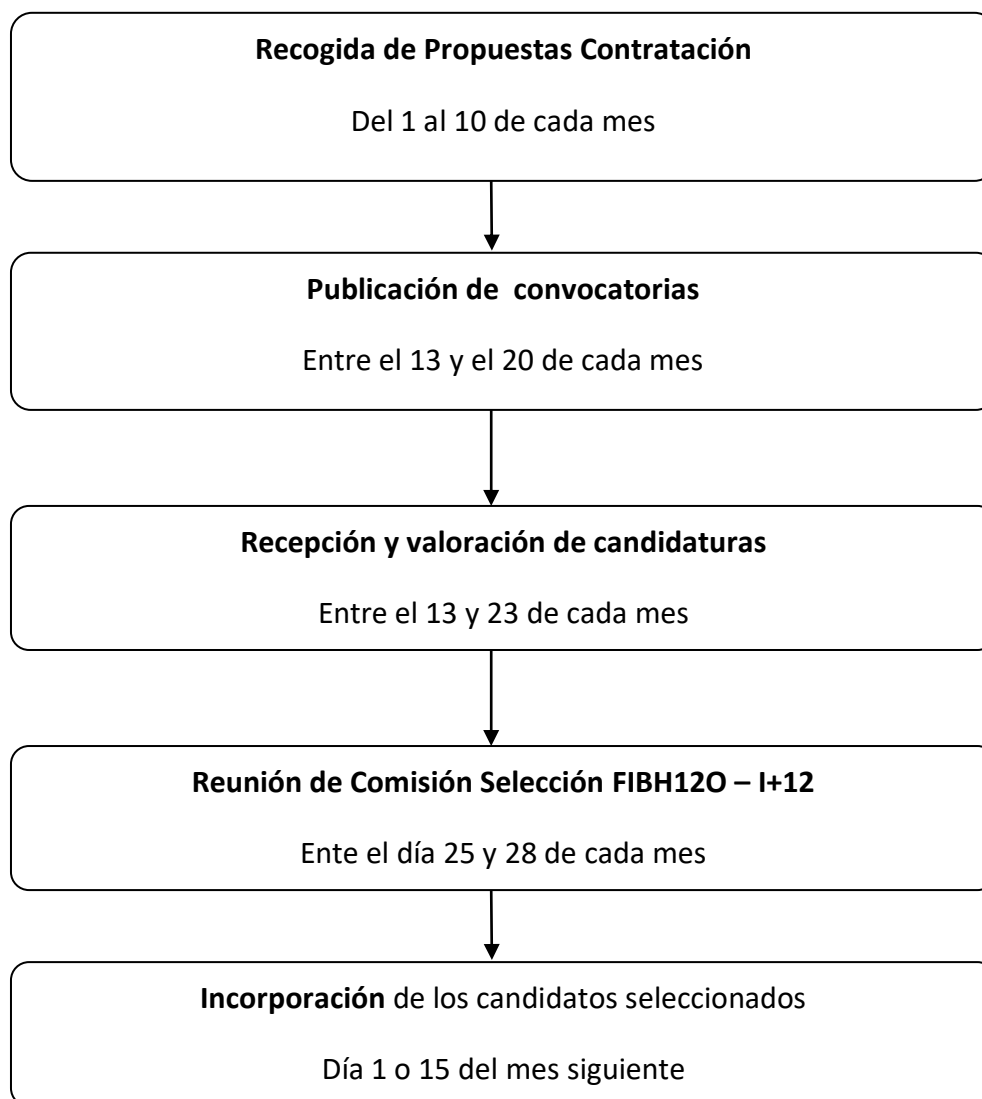 Recogida de Propuestas Contratación
Del 1 al 10 de cada mes
Publicación de  convocatorias
Entre el 13 y el 20 de cada mes
Recepción y valoración de candidaturas
Entre el 13 y 23 de cada mes
Reunión de Comisión Selección FIBH12O – I+12
Ente el día 25 y 28 de cada mes
Incorporación de los candidatos seleccionados
Día 1 o 15 del mes siguiente